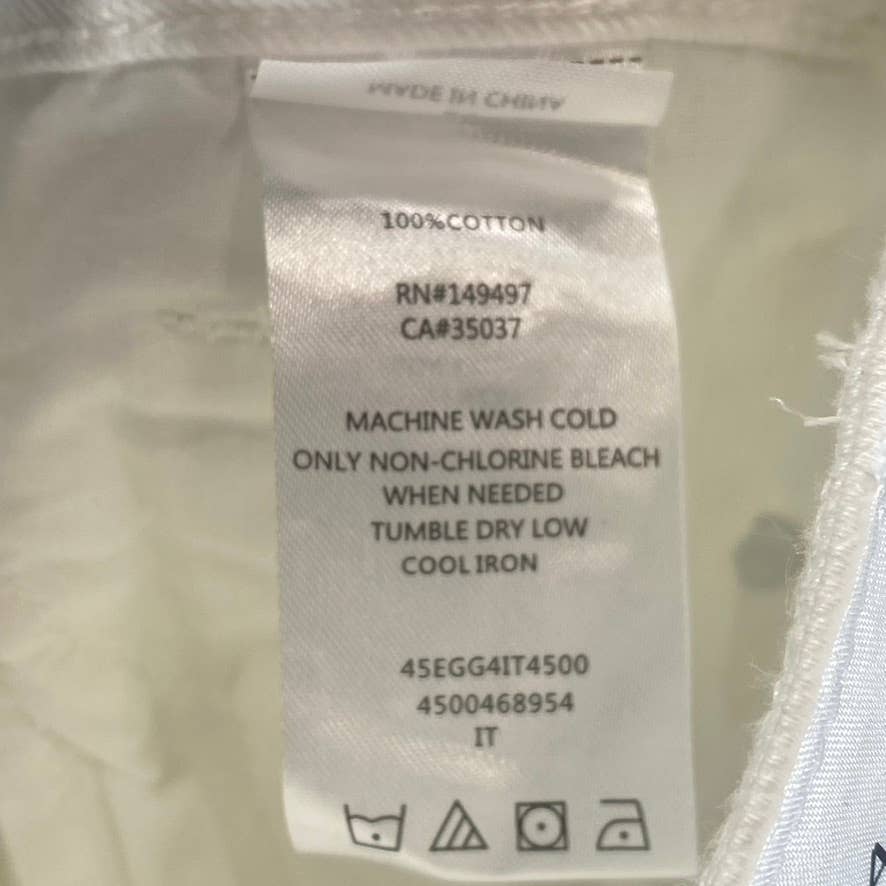 MADE IN CHINA
100%COTTON
RN#149497
CA#35037
MACHINE WASH COLD
ONLY NON-CHLORINE BLEACH
WHEN NEEDED
TUMBLE DRY LOW
COOL IRON
45EGG4IT4500
4500468954
IT